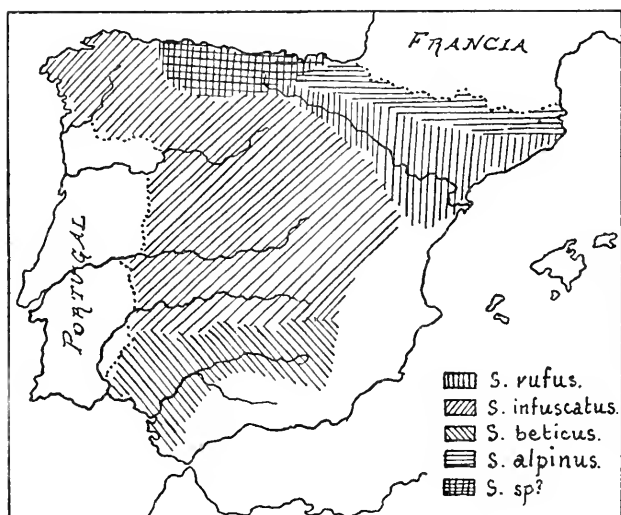 FRANCIA
PORTUGAL
S. rufus.
S. infuscatus.
S. beticus.
S. alpinus.
S. sp?